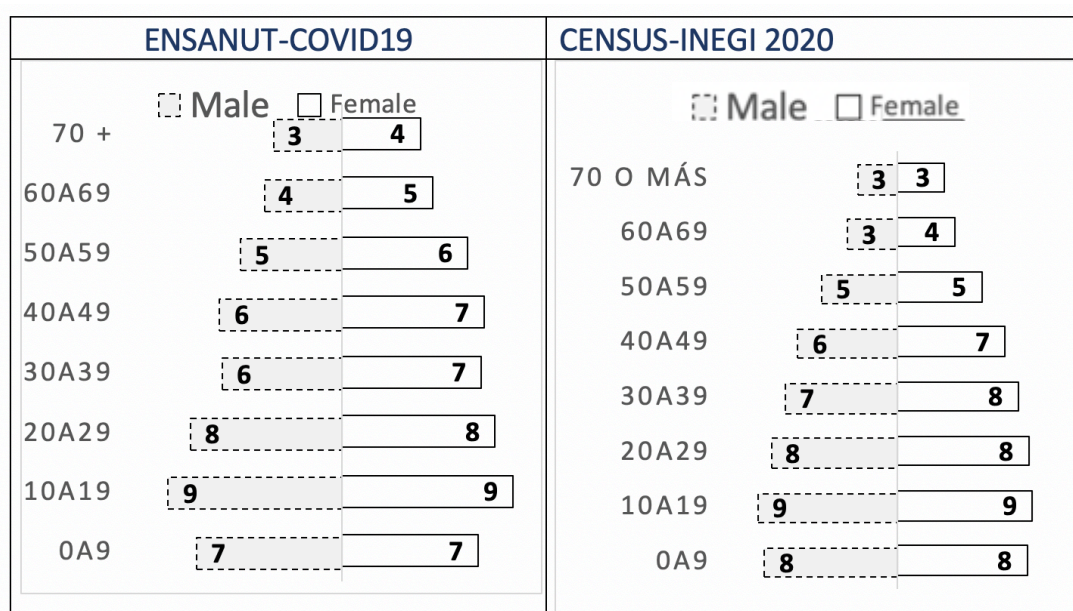 ENSANUT-COVID19
Male Female
70 + 3 4
60A69 4 5
50A59 5 6
40A49 6 7
30A39 6 7
20A29 8 8
10A19 9 9
0A9 7 7
CENSUS-INEGI 2020
Male Female
70 O MÁS 3 3
60A69 3 4
50A59 5 5
40A49 6 7
30A39 7 8
20A29 8 8
10A19 9 9
0A9 8 8